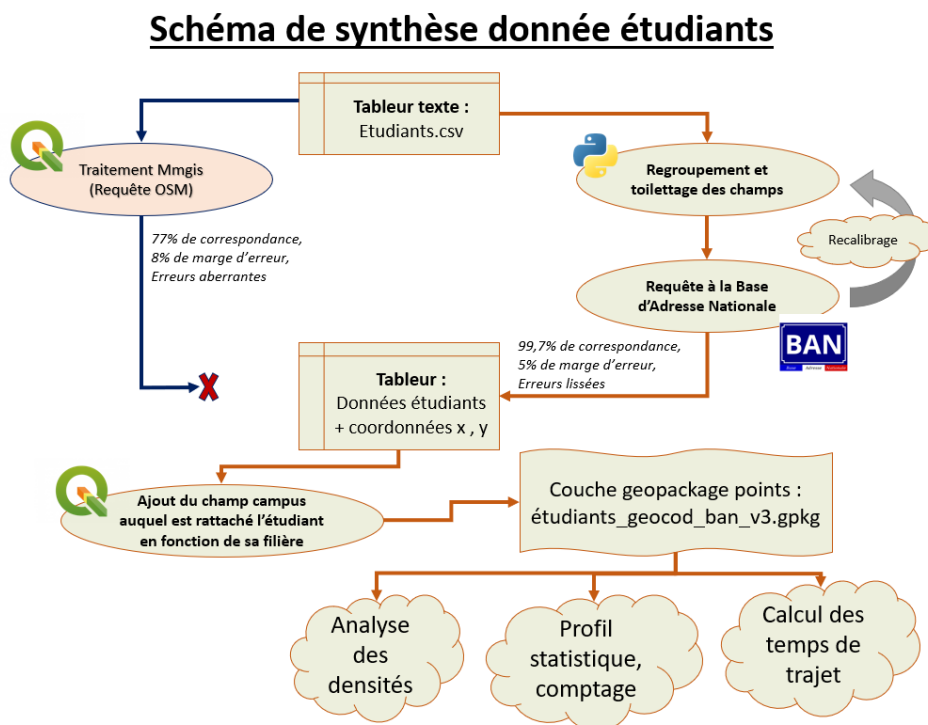 Schéma de synthèse donnée étudiants
Tableur texte :
Etudiants.csv
Traitement Mmgis
(Requête OSM)
Regroupement et
toilettage des champs
Recalibrage
77% de correspondance,
8% de marge d'erreur,
Erreurs aberrantes
Requête à la Base
d'Adresse Nationale
BAN
Base Adresse Nationale
99,7% de correspondance,
5% de marge d'erreur,
Erreurs lissées
Tableur :
Données étudiants
+ coordonnées x , y
Ajout du champ campus
auquel est rattaché l'étudiant
en fonction de sa filière
Couche geopackage points :
étudiants_geocod_ban_v3.gpkg
Analyse
des
densités
Profil
statistique,
comptage
Calcul des
temps de
trajet